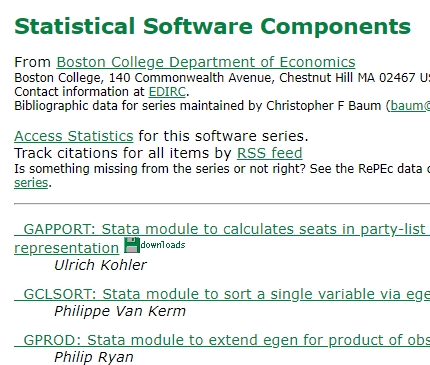 Statistical Software Components
From Boston College Department of Economics
Boston College, 140 Commonwealth Avenue, Chestnut Hill MA 02467
Contact information at EDIRC.
Bibliographic data for series maintained by Christopher F Baum (baum@
Access Statistics for this software series.
Track citations for all items by RSS feed
Is something missing from the series or not right? See the RePEc data
series.
GAPPORT: Stata module to calculates seats in party-list
representation downloads
Ulrich Kohler
GCLSORT: Stata module to sort a single variable via
Philippe Van Kerm
GPROD: Stata module to extend egen for product of
Philip Ryan